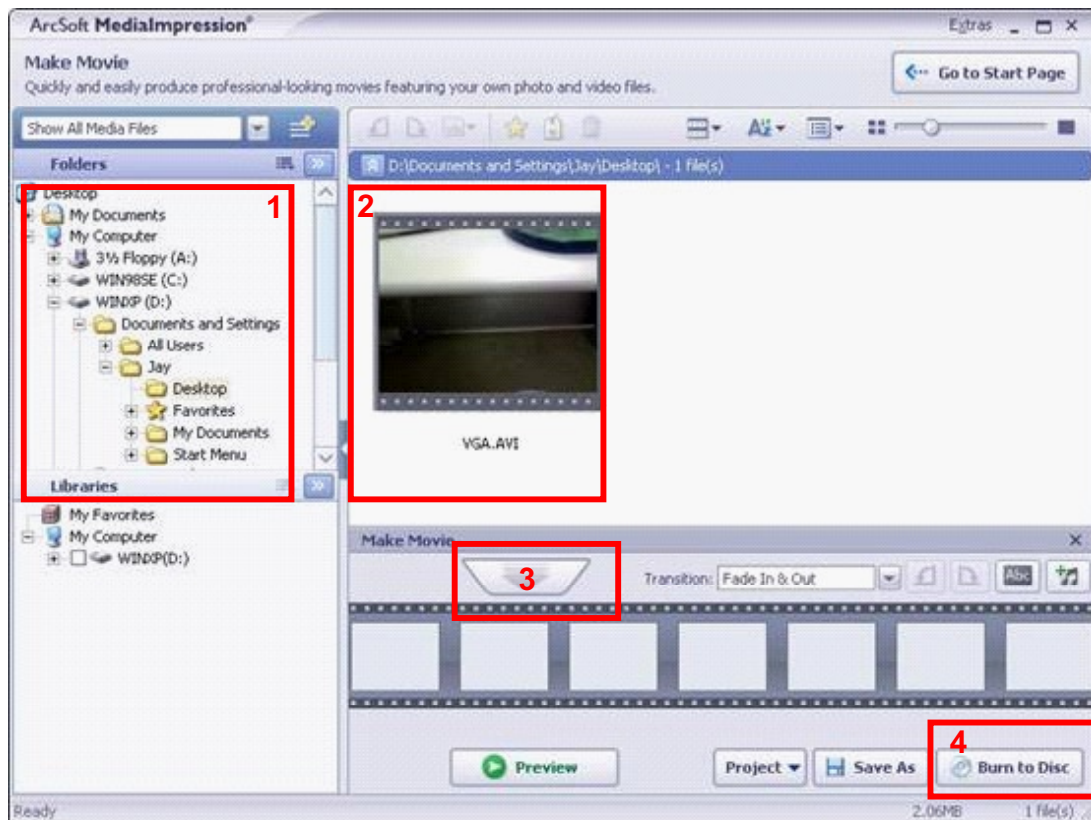 ArcSoft MediaImpression®
Extras
Make Movie
Quickly and easily produce professional-looking movies featuring your own photo and video files.
Go to Start Page
Show All Media Files
Folders
D:\Documents and Settings\Jay\Desktop\ - 1 file(s)
Desktop
1
My Documents
My Computer
3½ Floppy (A:)
WIN98SE (C:)
WINXP (D:)
Documents and Settings
All Users
Jay
Desktop
Favorites
My Documents
Start Menu
2
VGA.AVI
Libraries
My Favorites
My Computer
WINXP(D:)
Make Movie
3
Transition: Fade In & Out
Abc
4
Preview
Project
Save As
Burn to Disc
Ready
2.06MB
1 file(s)